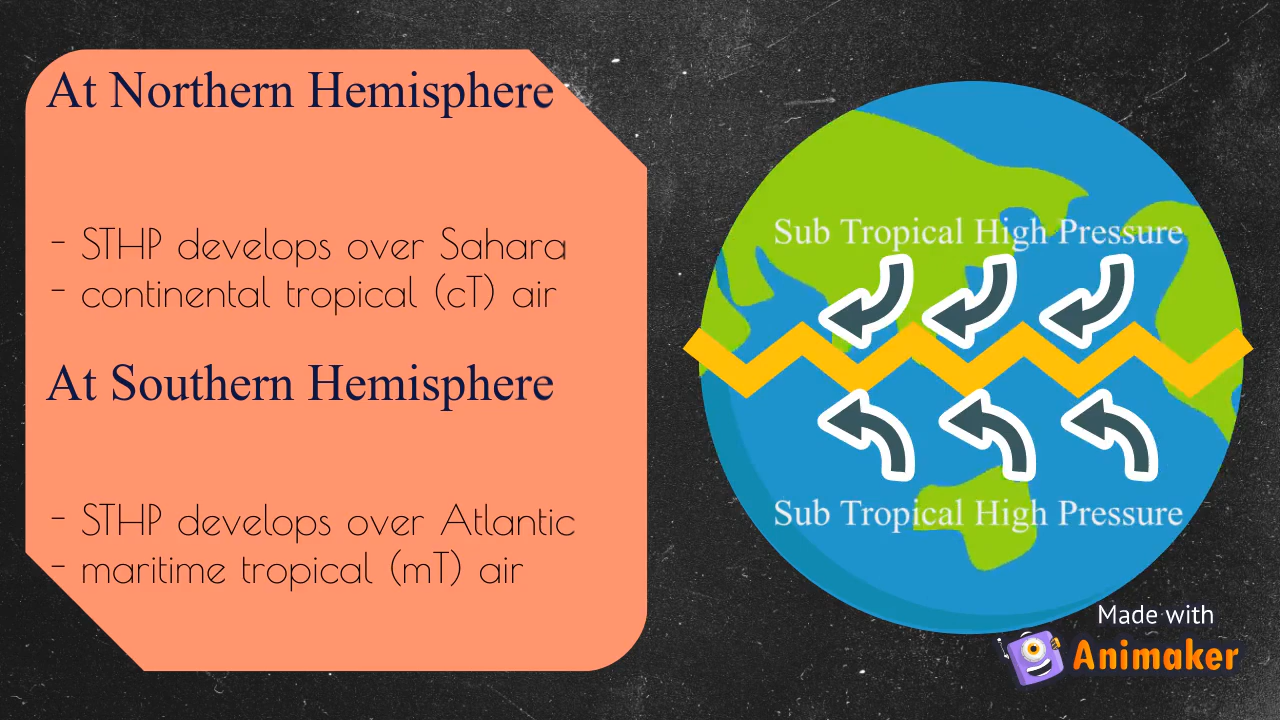 At Northern Hemisphere
- STHP develops over Sahara
- continental tropical (cT) air
At Southern Hemisphere
- STHP develops over Atlantic
- maritime tropical (mT) air
Sub Tropical High Pressure
Sub Tropical High Pressure
Made with
Animaker